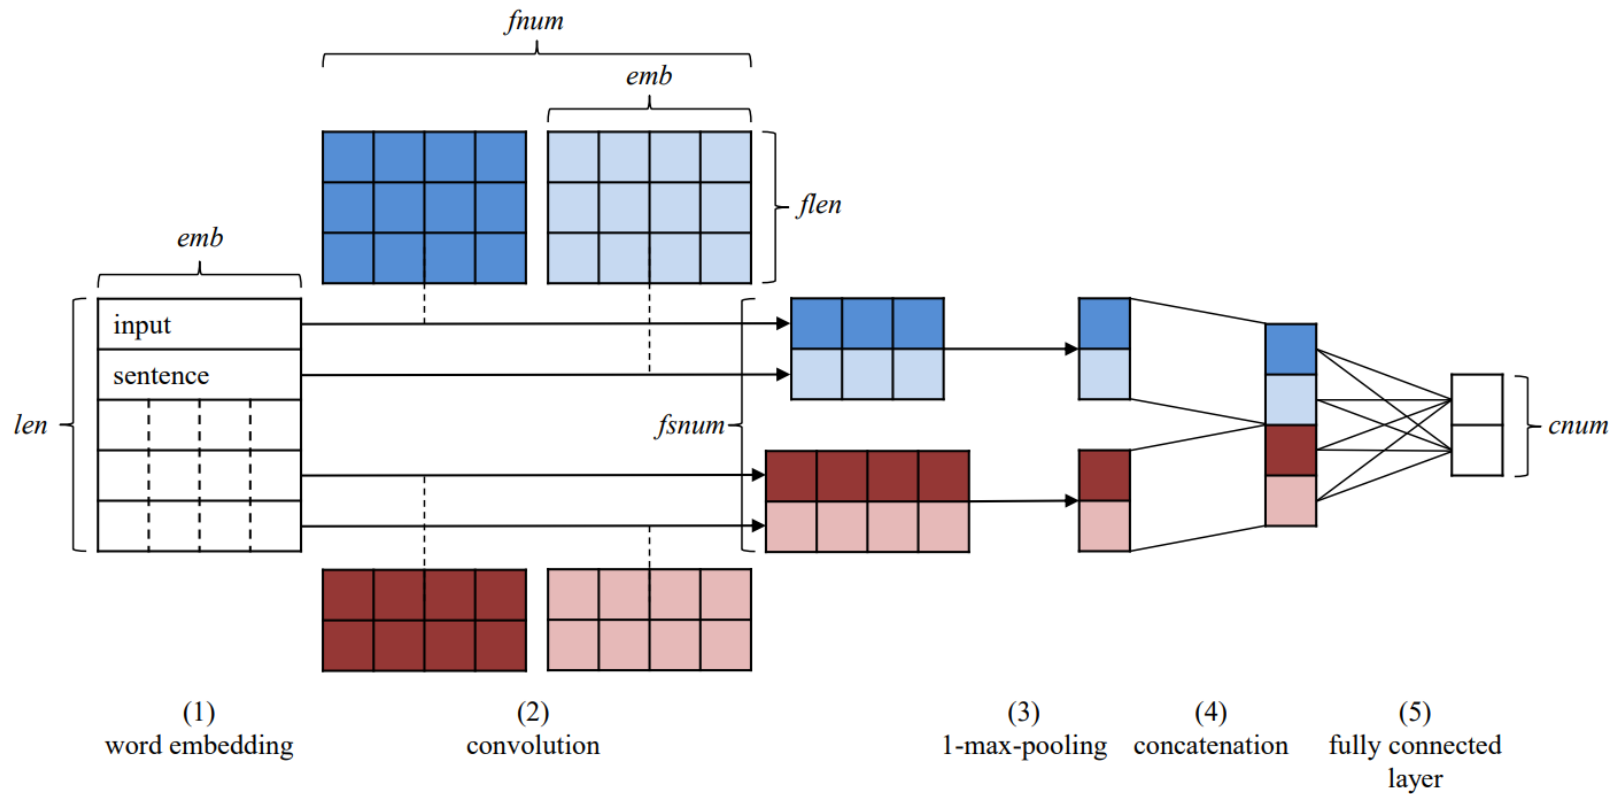 fnum
emb
flen
emb
input
sentence
len
fsnum
cnum
(1)
word embedding
(2)
convolution
(3)
1-max-pooling
(4)
concatenation
(5)
fully connected
layer